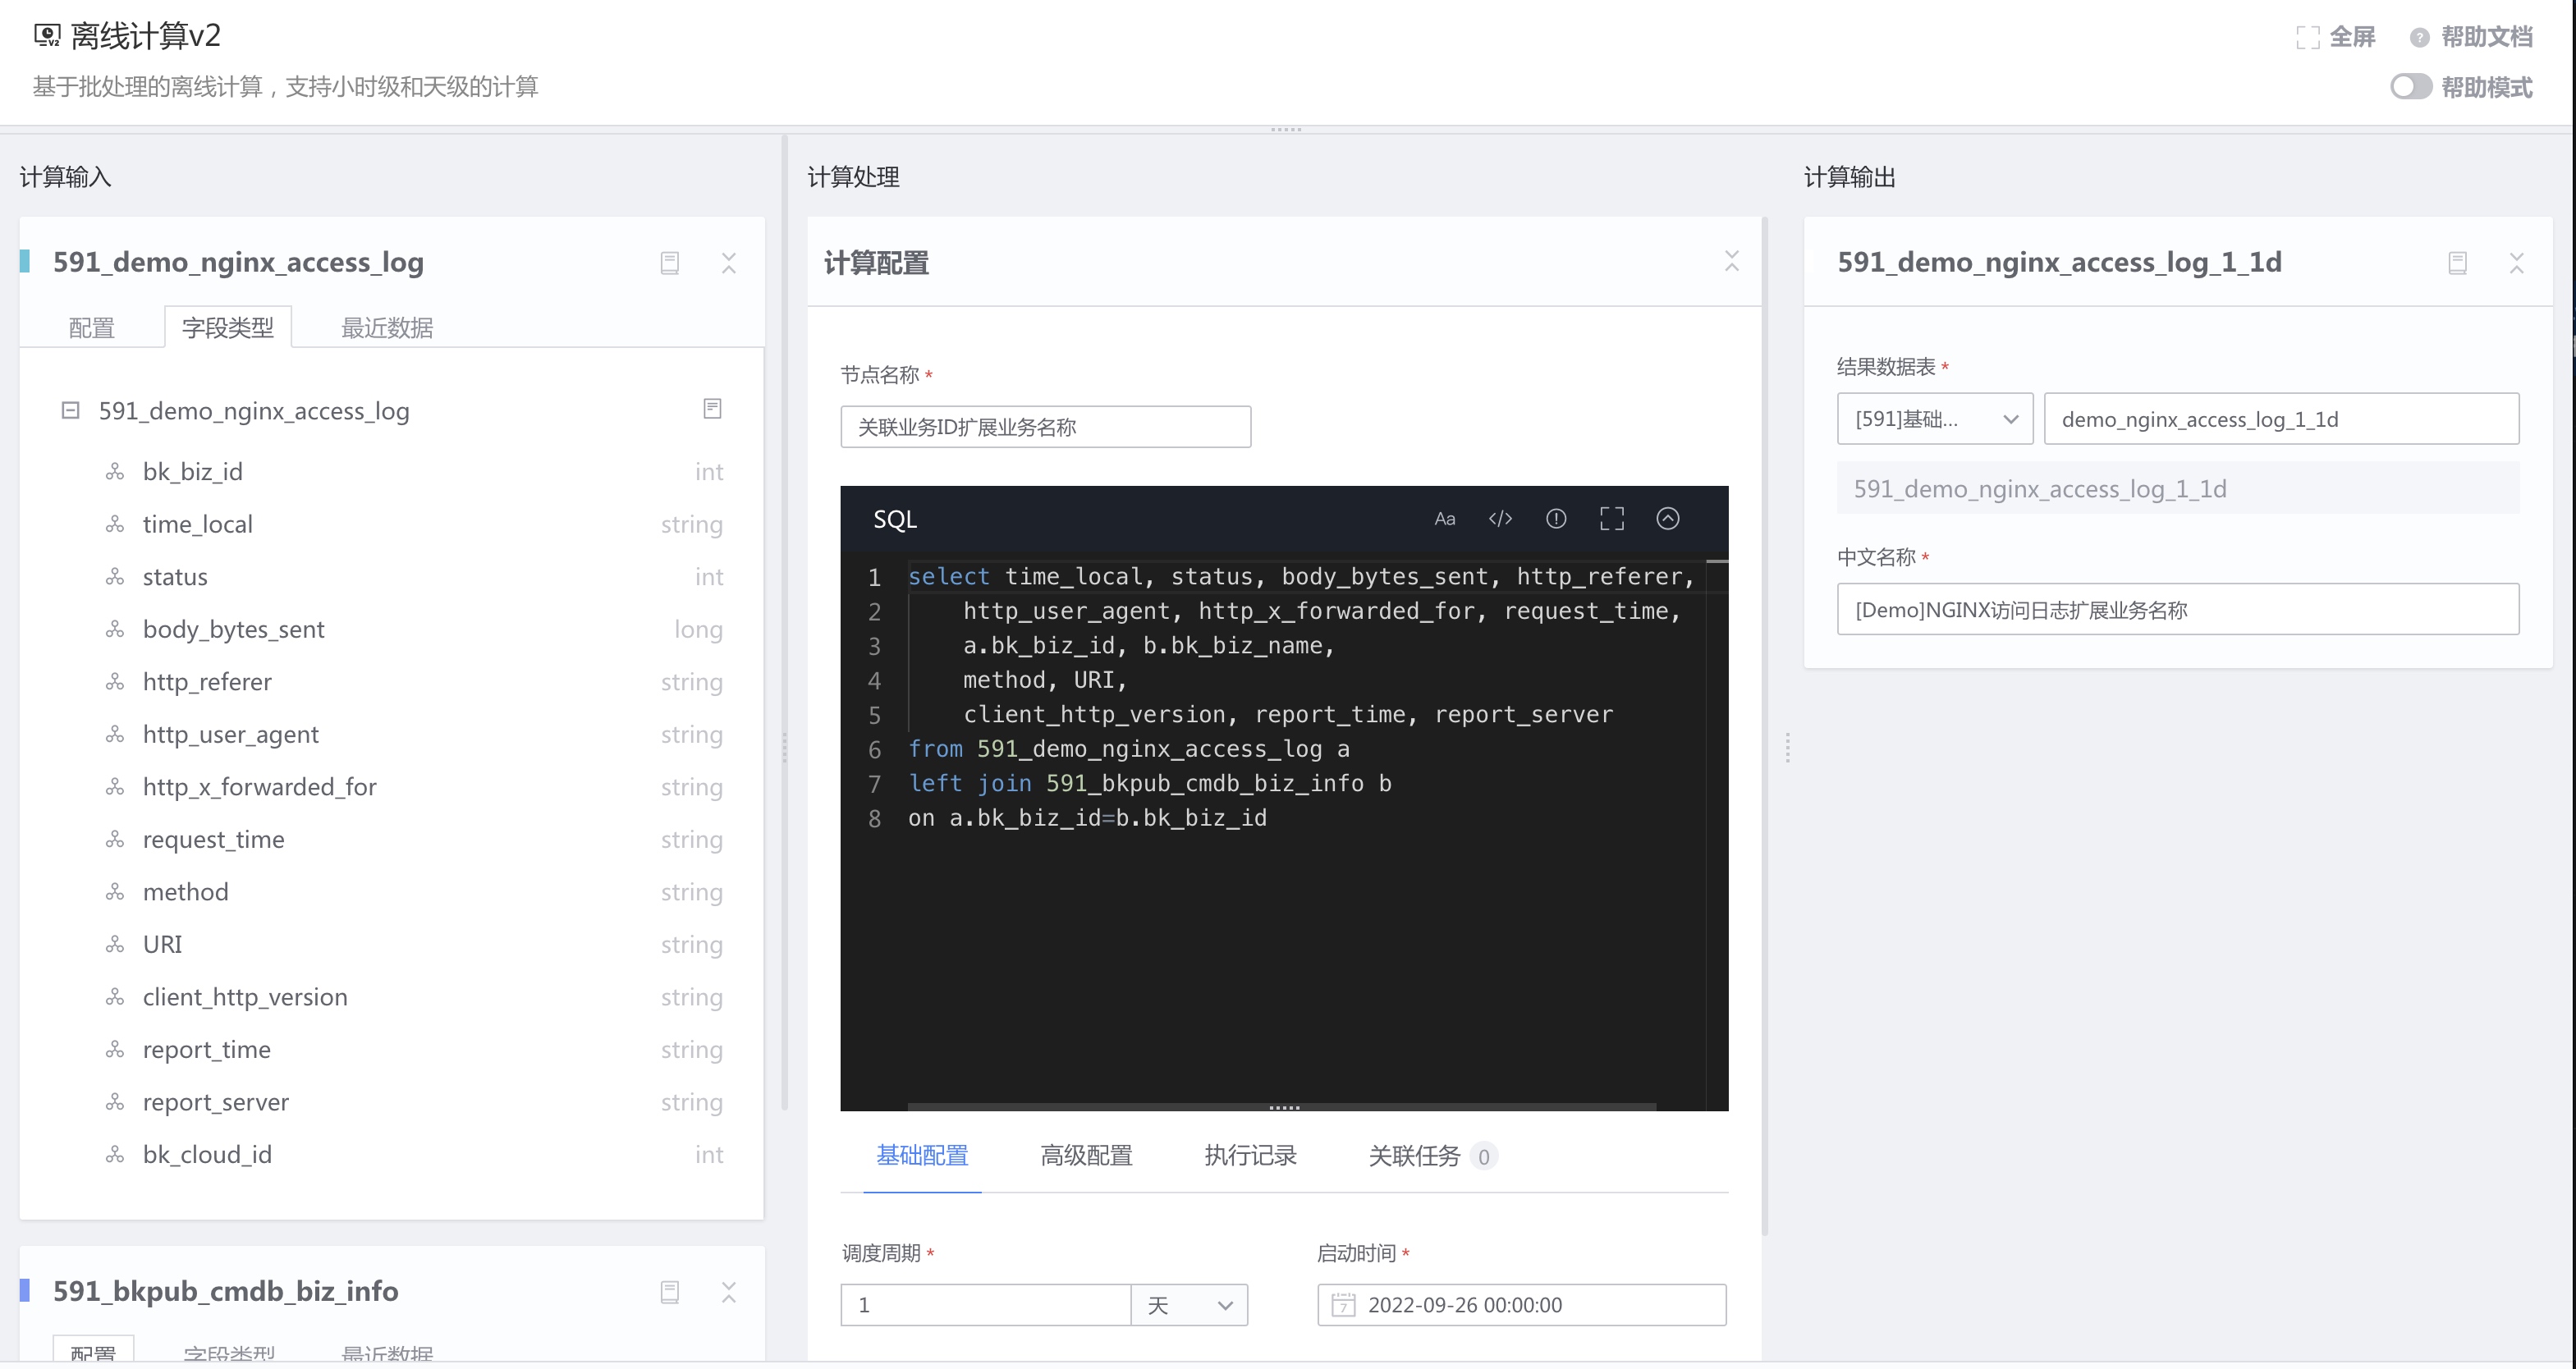 离线计算v2
全屏
帮助文档
基于批处理的离线计算，支持小时级和天级的计算
帮助模式
计算输入
591_demo_nginx_access_log
配置 字段类型 最近数据
591_demo_nginx_access_log
bk_biz_id int
time_local string
status int
body_bytes_sent long
http_referer string
http_user_agent string
http_x_forwarded_for string
request_time string
method string
URI string
client_http_version string
report_time string
report_server string
bk_cloud_id int
591_bkpub_cmdb_biz_info
配置 字段类型 最近数据
计算处理
计算配置
节点名称 *
关联业务ID扩展业务名称
SQL Aa </>
1 select time_local, status, body_bytes_sent, http_referer,
2 http_user_agent, http_x_forwarded_for, request_time,
3 a.bk_biz_id, b.bk_biz_name,
4 method, URI,
5 client_http_version, report_time, report_server
6 from 591_demo_nginx_access_log a
7 left join 591_bkpub_cmdb_biz_info b
8 on a.bk_biz_id=b.bk_biz_id
基础配置 高级配置 执行记录 关联任务 0
调度周期 *
1 天
启动时间 *
7 2022-09-26 00:00:00
计算输出
591_demo_nginx_access_log_1_1d
结果数据表 *
[591]基础... demo_nginx_access_log_1_1d
591_demo_nginx_access_log_1_1d
中文名称 *
[Demo]NGINX访问日志扩展业务名称